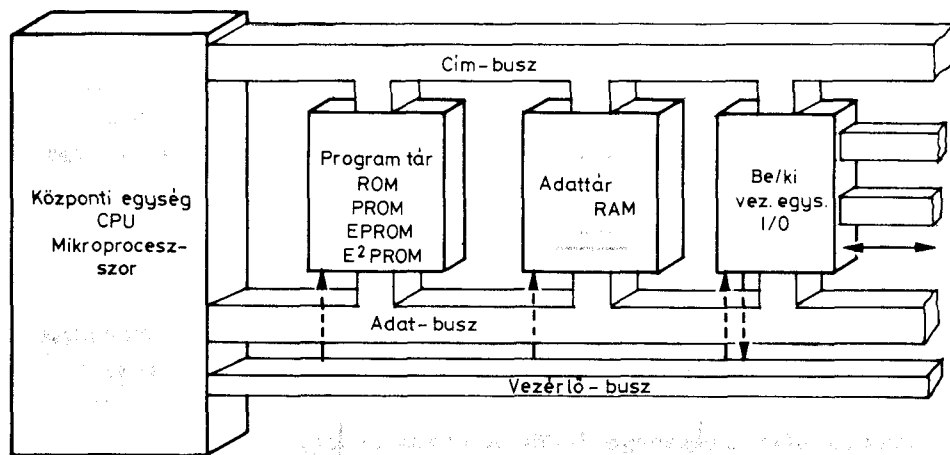 Cím-busz
Központi egység
CPU
Mikroprocesz-
szor
Program tár
ROM
PROM
EPROM
E²PROM
Adattár
RAM
Be/ki
vez. egys.
I/O
Adat-busz
Vezérlő-busz